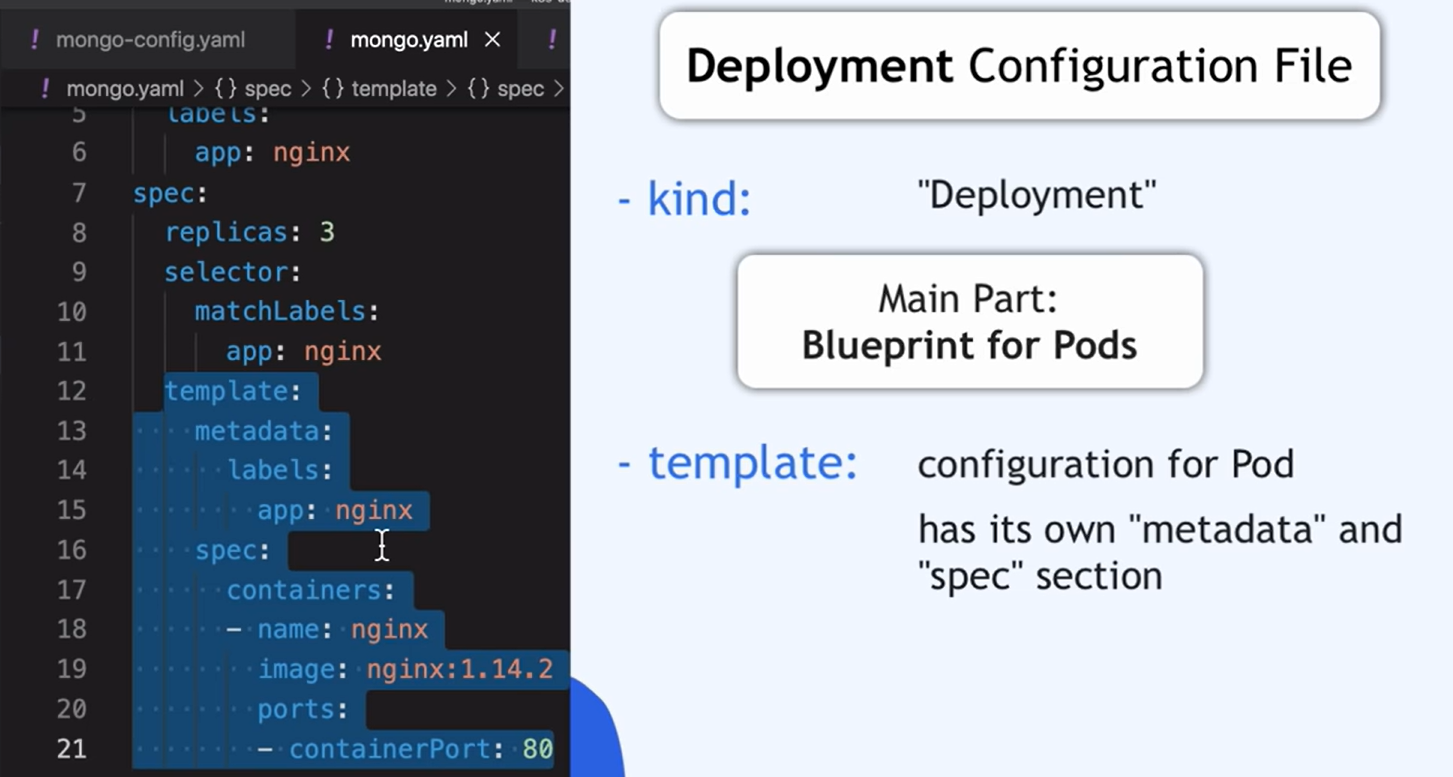 mongo-config.yaml
mongo.yaml
mongo.yaml > {} spec > {} template > {} spec >
5 labels:
6 app: nginx
7 spec:
8 replicas: 3
9 selector:
10 matchLabels:
11 app: nginx
12 template:
13 metadata:
14 labels:
15 app: nginx
16 spec:
17 containers:
18 - name: nginx
19 image: nginx:1.14.2
20 ports:
21 - containerPort: 80
Deployment Configuration File
- kind: "Deployment"
Main Part:
Blueprint for Pods
- template: configuration for Pod
has its own "metadata" and
"spec" section